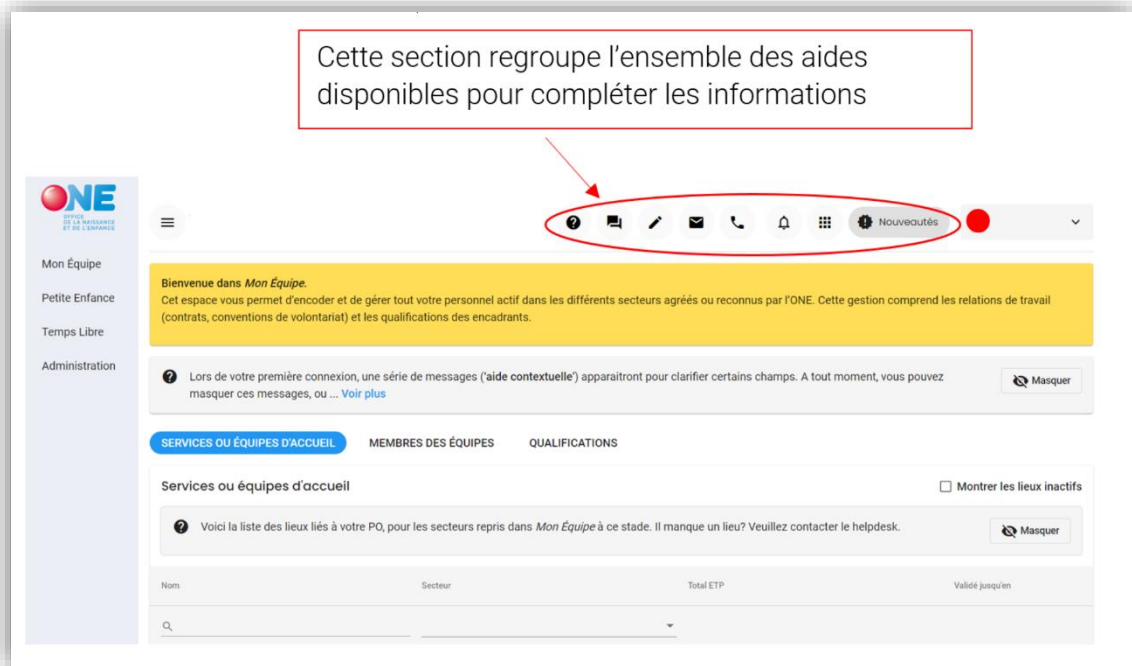 Cette section regroupe l'ensemble des aides
disponibles pour compléter les informations
ONE
OFFICE
DE LA NAISSANCE
ET DE L'ENFANCE
Nouveautés
Mon Équipe
Petite Enfance
Temps Libre
Administration
Bienvenue dans Mon Équipe.
Cet espace vous permet d'encoder et de gérer tout votre personnel actif dans les différents secteurs agréés ou reconnus par l'ONE. Cette gestion comprend les relations de travail
(contrats, conventions de volontariat) et les qualifications des encadrants.
Lors de votre première connexion, une série de messages ('aide contextuelle') apparaitront pour clarifier certains champs. A tout moment, vous pouvez
masquer ces messages, ou ... Voir plus
Masquer
SERVICES OU ÉQUIPES D'ACCUEIL MEMBRES DES ÉQUIPES QUALIFICATIONS
Services ou équipes d'accueil
Montrer les lieux inactifs
Voici la liste des lieux liés à votre PO, pour les secteurs repris dans Mon Équipe à ce stade. Il manque un lieu? Veuillez contacter le helpdesk.
Masquer
Nom Secteur Total ETP Validé jusqu'en